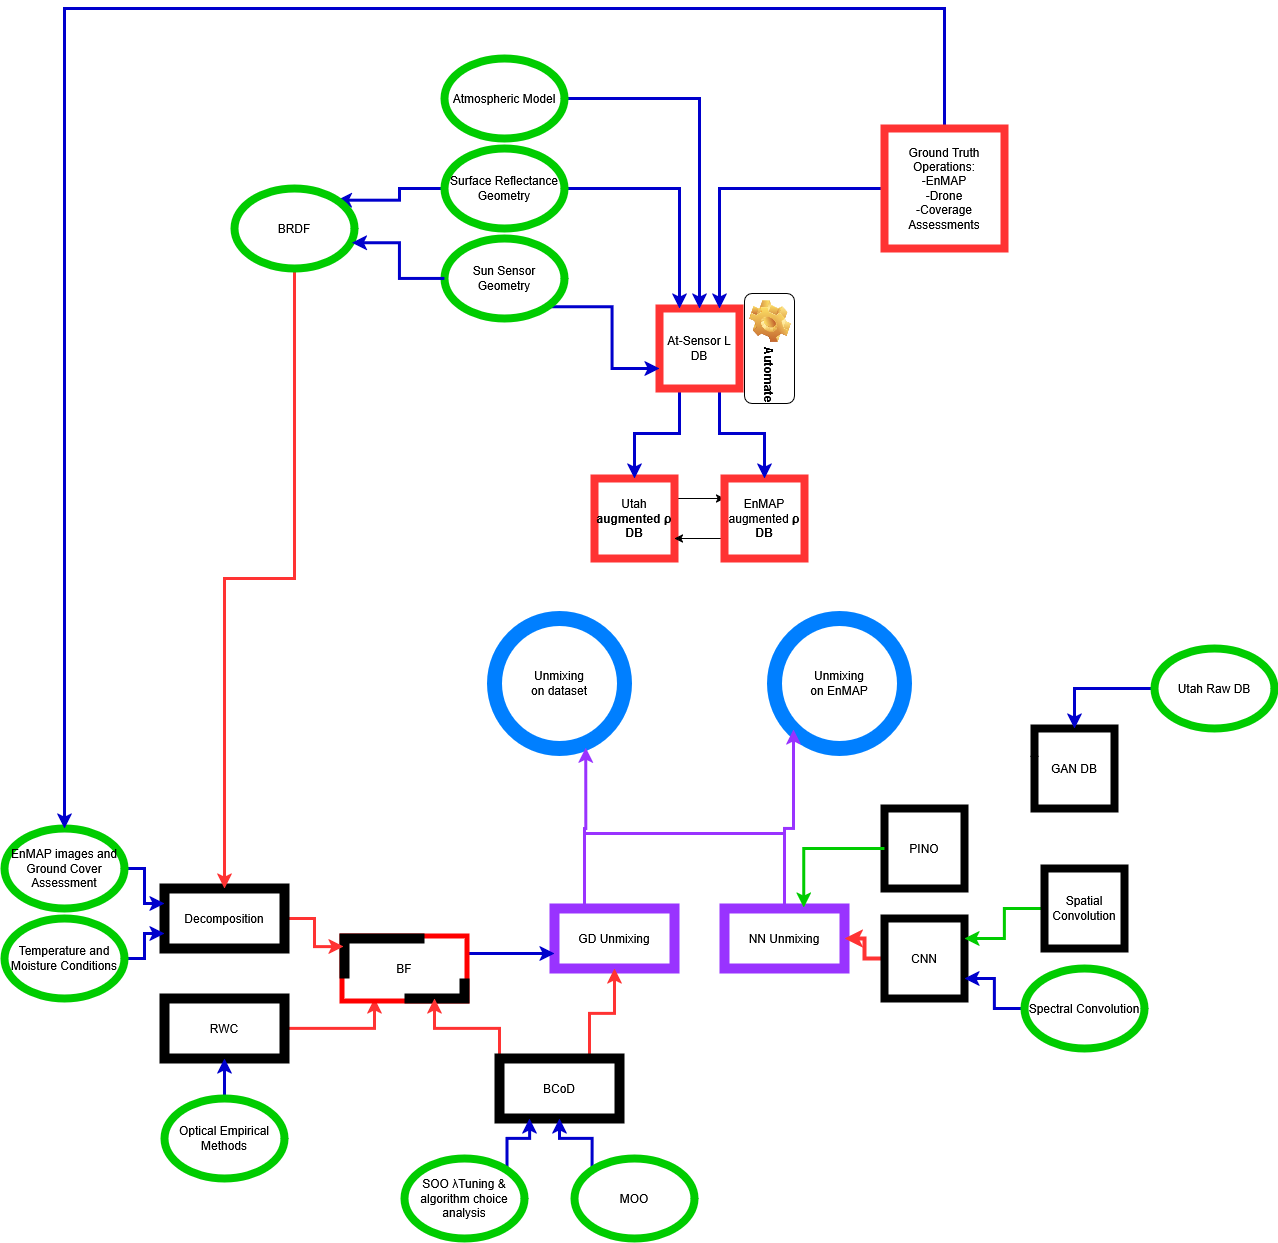 Atmospheric Model
Surface Reflectance
Geometry
BRDF
Sun Sensor
Geometry
Ground Truth
Operations:
-EnMAP
-Drone
-Coverage
Assessments
At-Sensor L
DB
Automate
Utah
augmented ρ
DB
EnMAP
augmented ρ
DB
Unmixing
on dataset
Unmixing
on EnMAP
Utah Raw DB
GAN DB
EnMAP images and
Ground Cover
Assessment
Temperature and
Moisture Conditions
Decomposition
BF
GD Unmixing
NN Unmixing
PINO
CNN
Spatial
Convolution
Spectral Convolution
RWC
Optical Empirical
Methods
BCoD
SOO λTuning &
algorithm choice
analysis
MOO